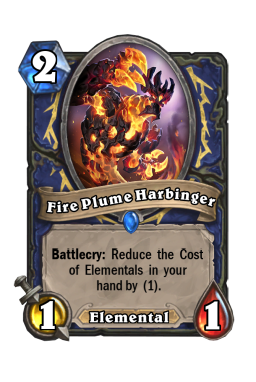 2
Fire Plume Harbinger
Battlecry: Reduce the Cost
of Elementals in your
hand by (1).
1 Elemental 1